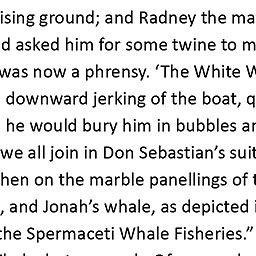 ising ground; and Radney the ma
d asked him for some twine to m
was now a phrensy. ‘The White W
downward jerking of the boat, q
he would bury him in bubbles a
we all join in Don Sebastian’s suit
hen on the marble panellings of t
, and Jonah’s whale, as depicted i
the Spermaceti Whale Fisheries.”